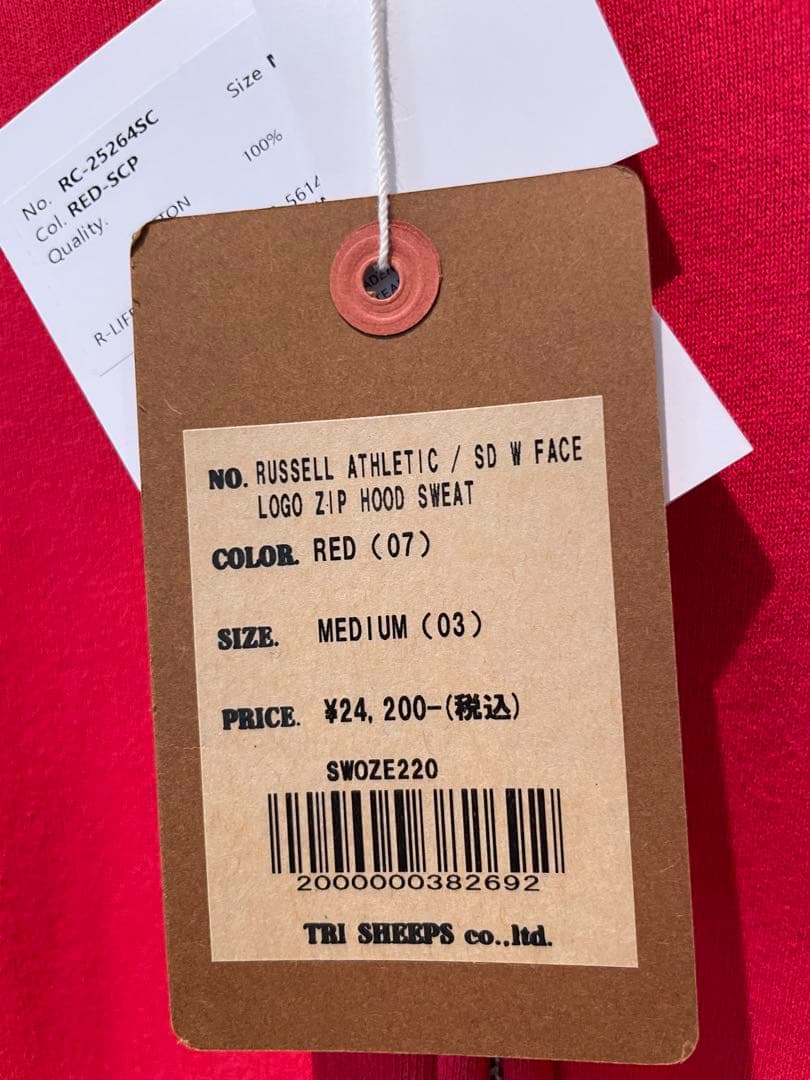 No. RC-25264SC
Size
Col. RED-SCP
Quality.
100%
NO. RUSSELL ATHLETIC / SD W FACE
LOGO ZIP HOOD SWEAT
COLOR. RED (07)
SIZE. MEDIUM (03)
PRICE. ¥24,200-(税込)
SWOZE220
2000000382692
TRI SHEEPS co.,ltd.